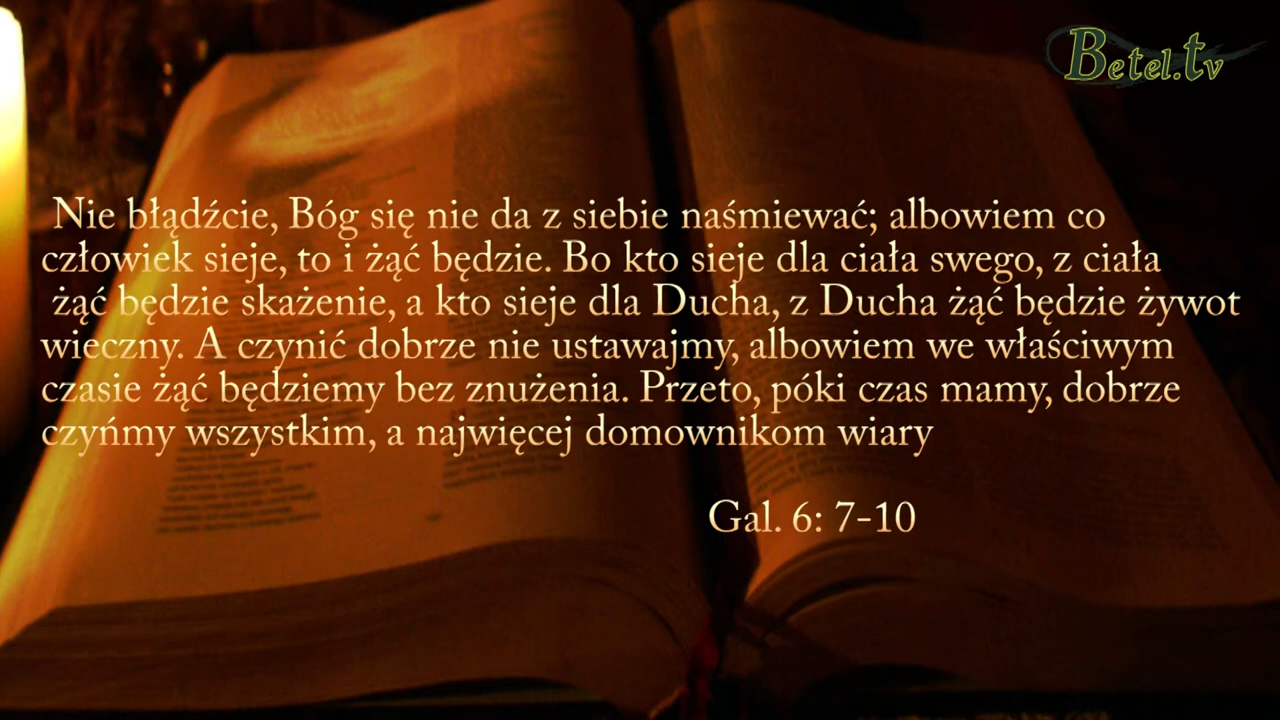 Betel.tv
Nie błądźcie, Bóg się nie da z siebie naśmiewać; albowiem co
człowiek sieje, to i żąć będzie. Bo kto sieje dla ciała swego, z ciała
żąć będzie skażenie, a kto sieje dla Ducha, z Ducha żąć będzie żywot
wieczny. A czynić dobrze nie ustawajmy, albowiem we właściwym
czasie żąć będziemy bez znużenia. Przeto, póki czas mamy, dobrze
czyńmy wszystkim, a najwięcej domownikom wiary
Gal. 6: 7-10